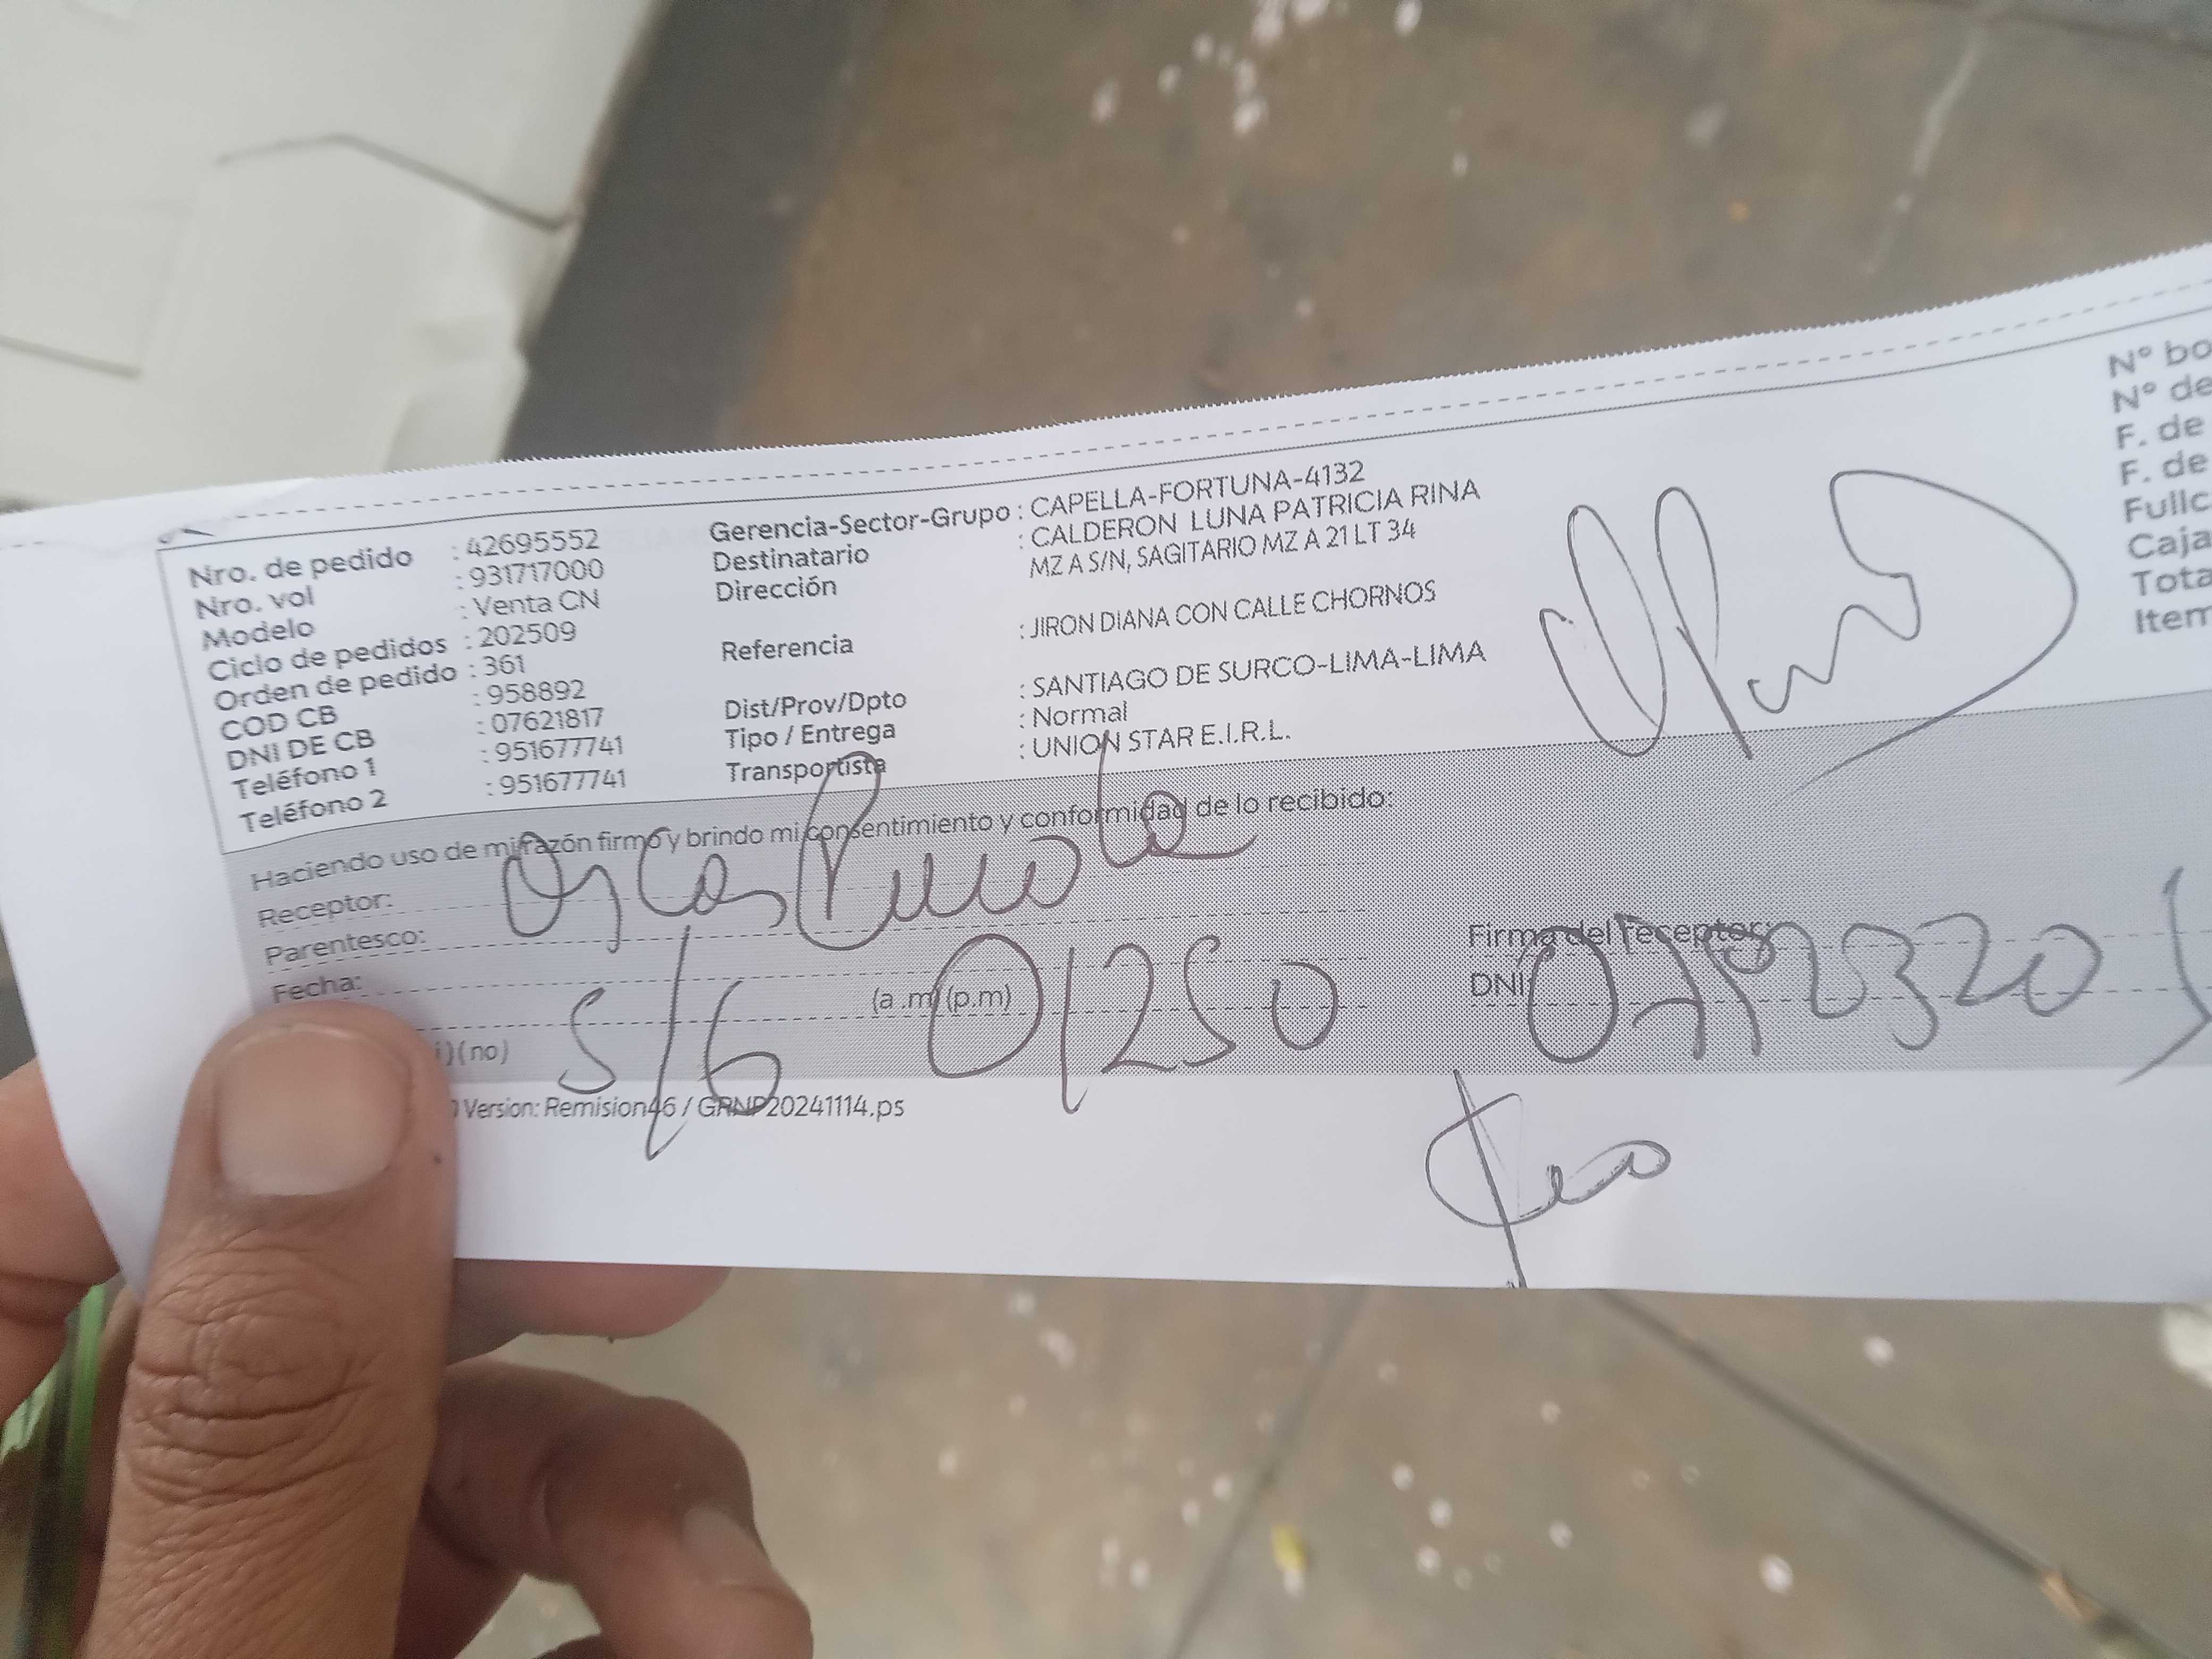 Nro. de pedido : 42695552
Nro. vol : 931717000
Modelo : Venta CN
Ciclo de pedidos : 202509
Orden de pedido : 361
COD CB : 958892
DNI DE CB : 07621817
Teléfono 1 : 951677741
Teléfono 2 : 951677741
Gerencia-Sector-Grupo : CAPELLA-FORTUNA-4132
Destinatario : CALDERON LUNA PATRICIA RINA
Dirección MZ A S/N, SAGITARIO MZ A 21 LT 34
Referencia : JIRON DIANA CON CALLE CHORNOS
Dist/Prov/Dpto : SANTIAGO DE SURCO-LIMA-LIMA
Tipo / Entrega : Normal
Transportista : UNION STAR E.I.R.L.
N° bo
N° de
F. de
F. de
Fullc
Caja
Tota
Item
Haciendo uso de mi razón firmo y brindo mi consentimiento y conformidad de lo recibido:
Receptor:
Parentesco:
Fecha: 5/6
(a.m)(p.m) 01250
)(no)
Firma del receptor:
DNI
Version: Remision46 / GRNP20241114.ps